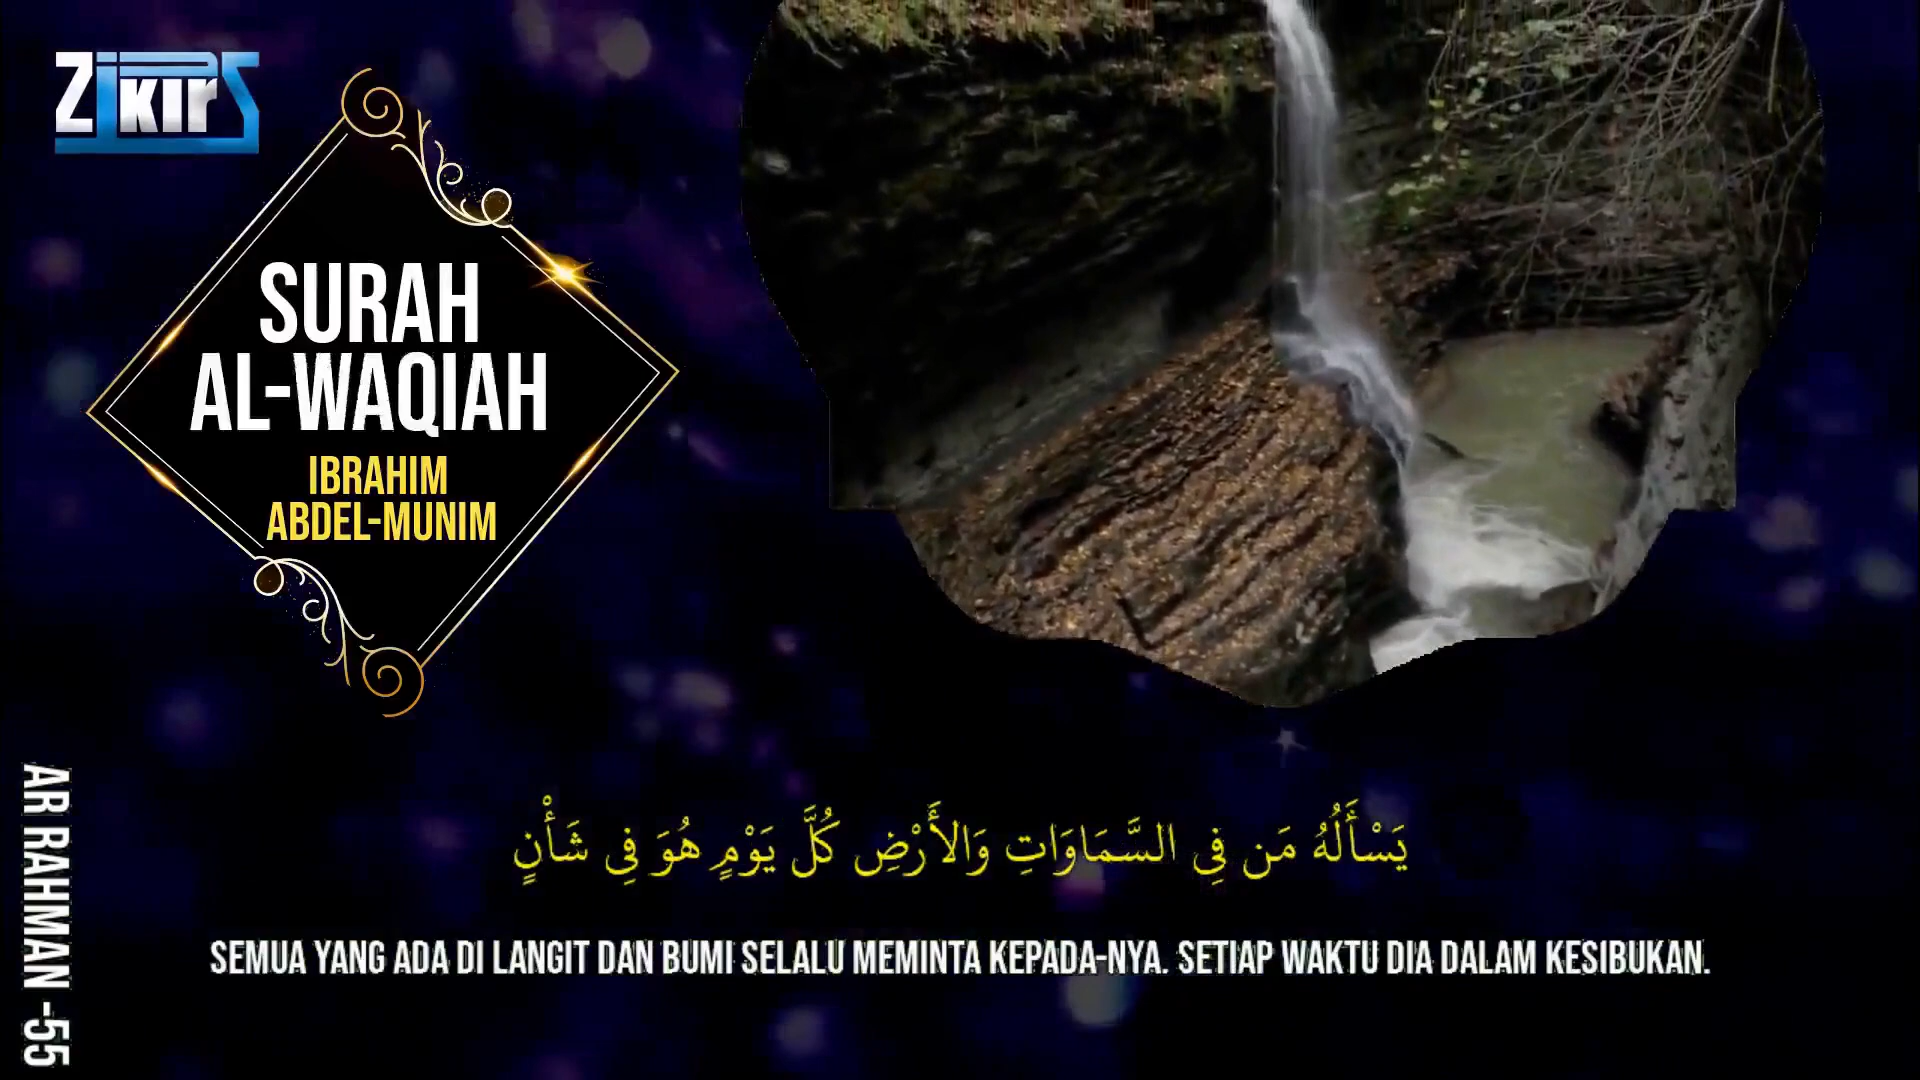 Zikir
SURAH
AL-WAQIAH
IBRAHIM
ABDEL-MUNIM
يَسْأَلُهُ مَن فِي السَّمَاوَاتِ وَالأَرْضِ كُلَّ يَوْمٍ هُوَ فِي شَأْنٍ
SEMUA YANG ADA DI LANGIT DAN BUMI SELALU MEMINTA KEPADA-NYA. SETIAP WAKTU DIA DALAM KESIBUKAN.
AR RAHMAN -55